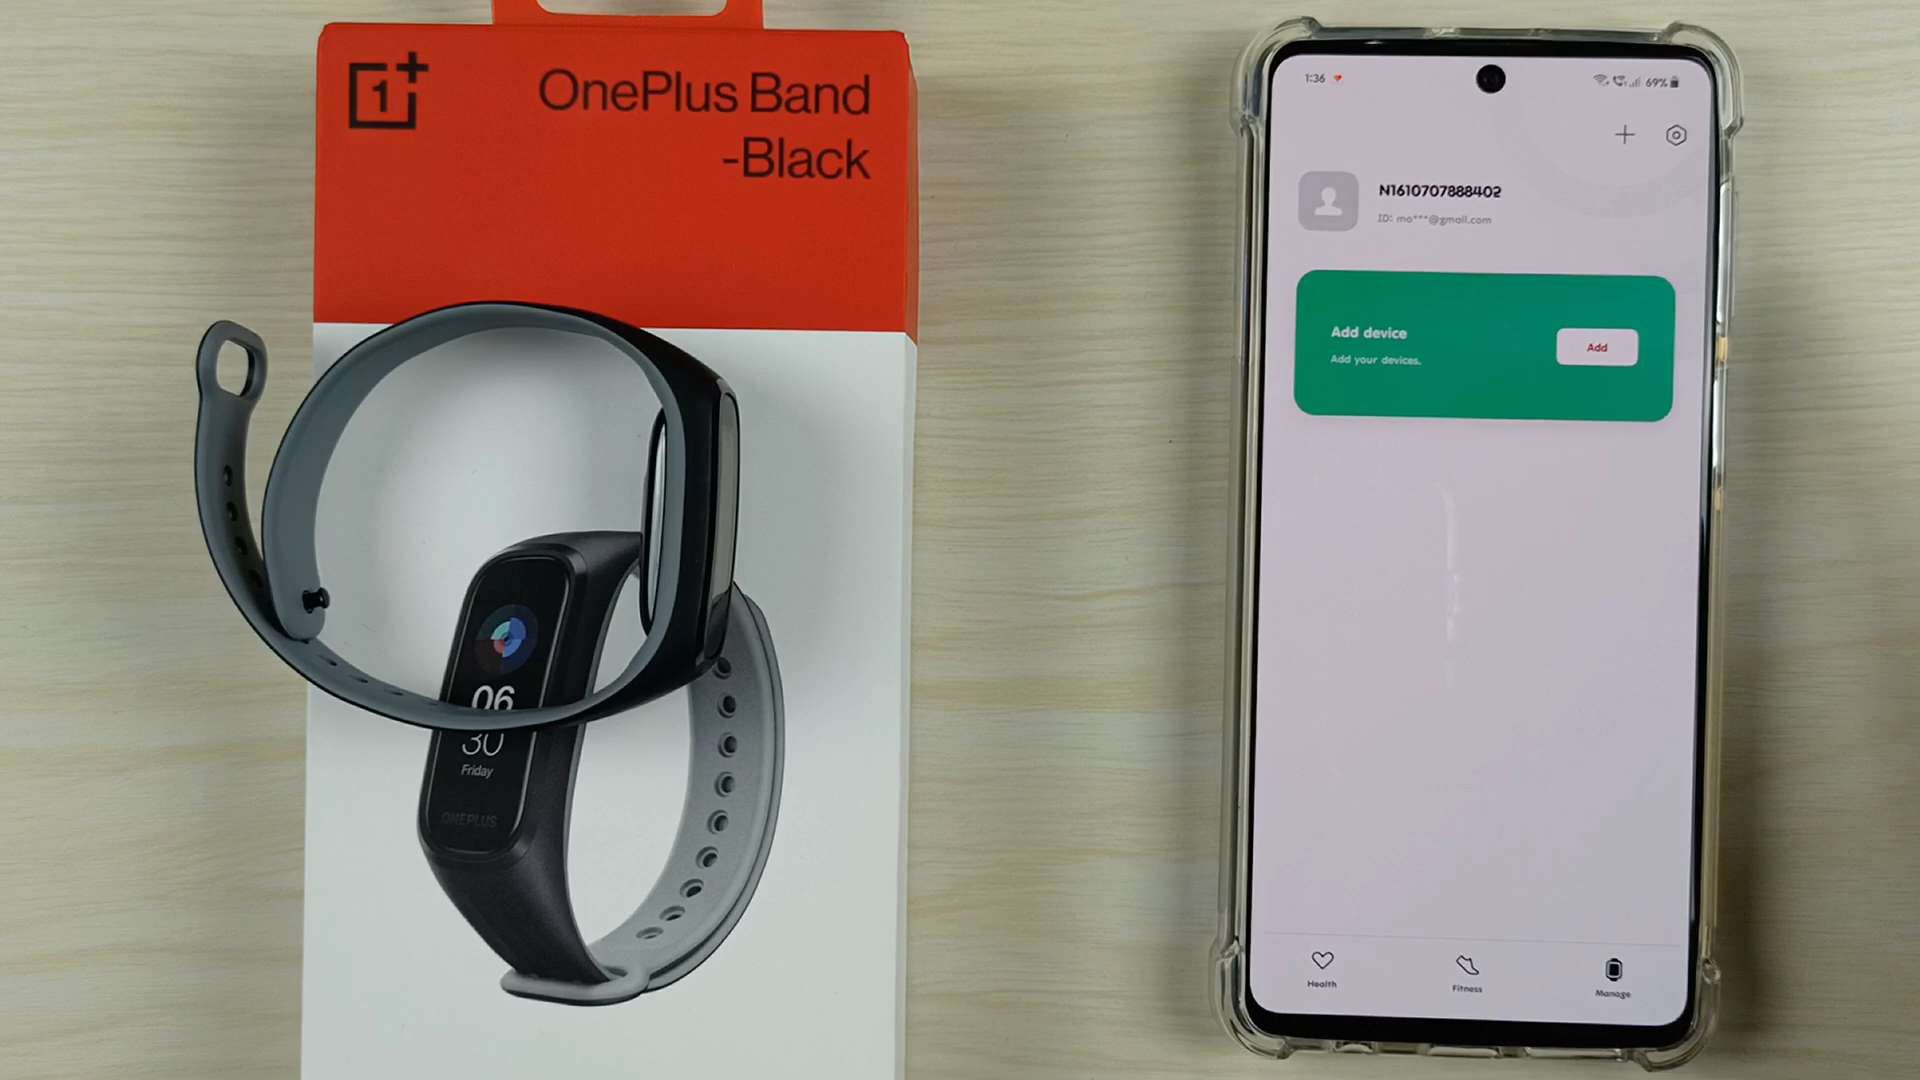 1
OnePlus Band
-Black
06
30
Friday
ONEPLUS
1:36
69%
N1610707888402
ID: mo***@gmail.com
Add device
Add your devices.
Add
Health
Fitness
Manage